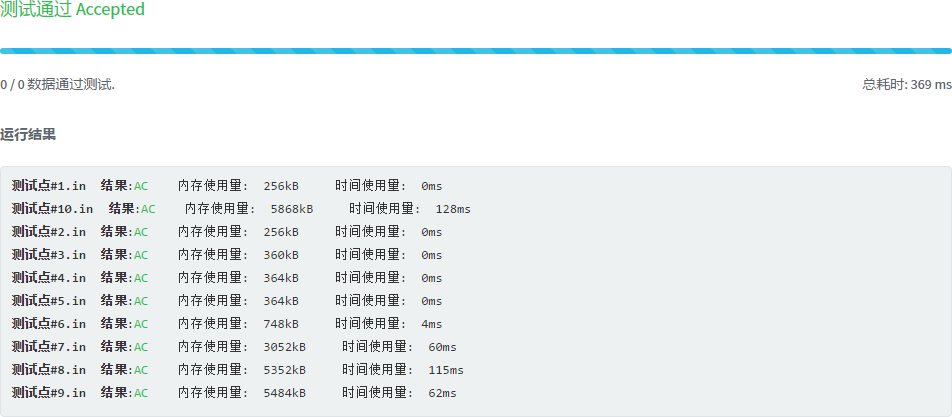 测试通过 Accepted
0 / 0 数据通过测试. 总耗时: 369 ms
运行结果
测试点#1.in 结果:AC 内存使用量: 256kB 时间使用量: 0ms
测试点#10.in 结果:AC 内存使用量: 5868kB 时间使用量: 128ms
测试点#2.in 结果:AC 内存使用量: 256kB 时间使用量: 0ms
测试点#3.in 结果:AC 内存使用量: 360kB 时间使用量: 0ms
测试点#4.in 结果:AC 内存使用量: 364kB 时间使用量: 0ms
测试点#5.in 结果:AC 内存使用量: 364kB 时间使用量: 0ms
测试点#6.in 结果:AC 内存使用量: 748kB 时间使用量: 4ms
测试点#7.in 结果:AC 内存使用量: 3052kB 时间使用量: 60ms
测试点#8.in 结果:AC 内存使用量: 5352kB 时间使用量: 115ms
测试点#9.in 结果:AC 内存使用量: 5484kB 时间使用量: 62ms